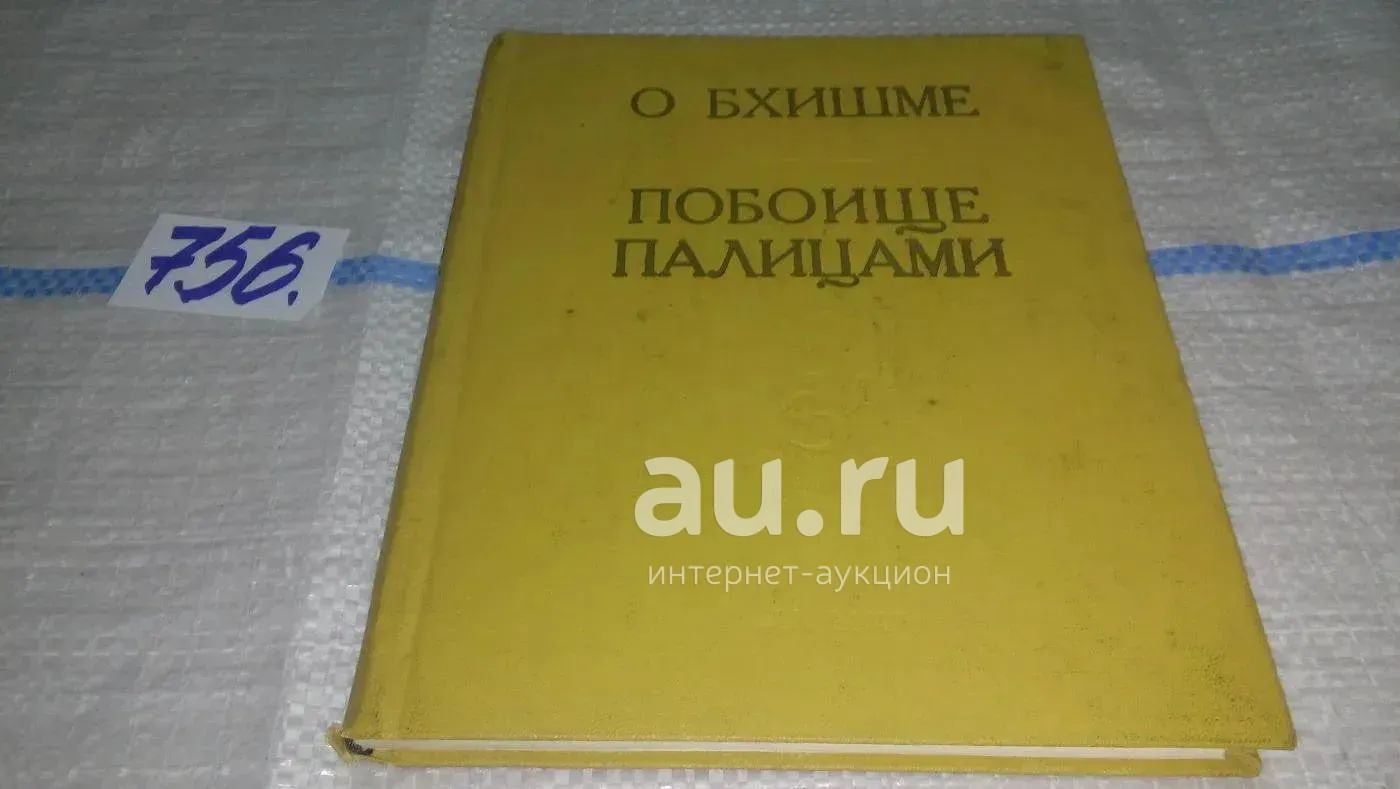 О БХИШМЕ
ПОБОИЩЕ
ПАЛИЦАМИ
756.
au.ru
интернет-аукцион